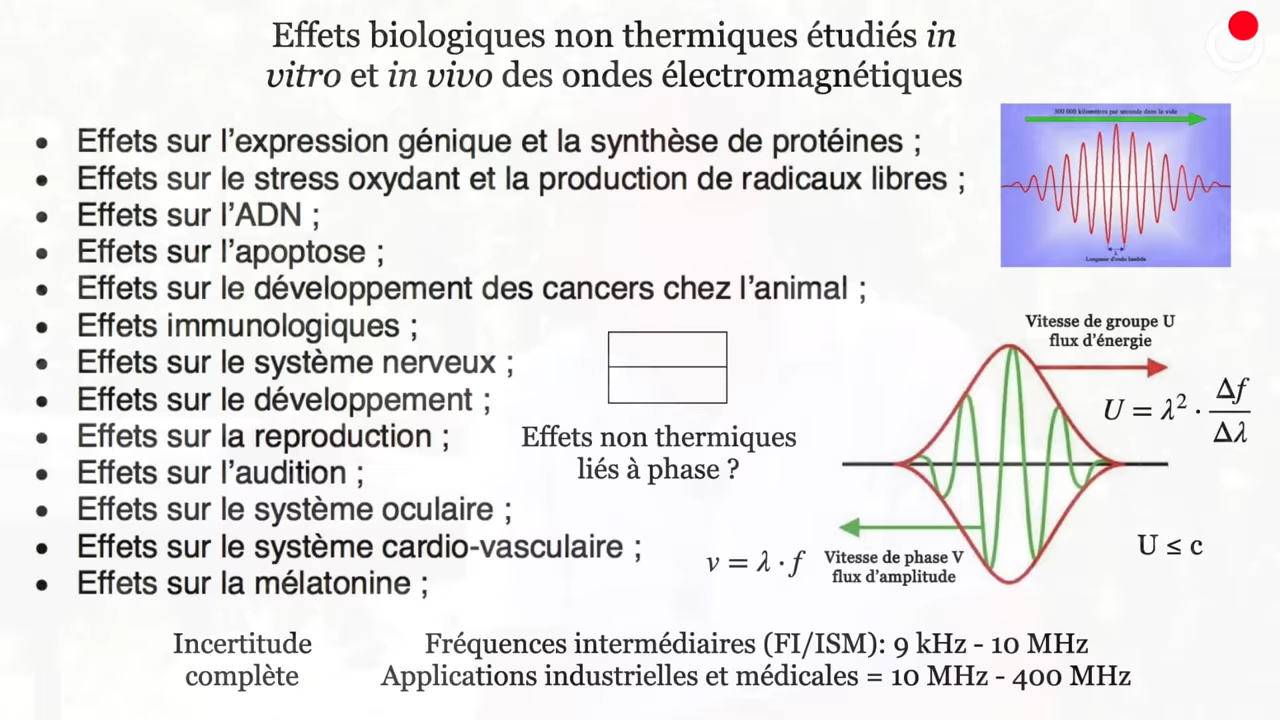 Effets biologiques non thermiques étudiés in
vitro et in vivo des ondes électromagnétiques
300 000 kilomètres par seconde dans le vide
λ
Longueur d'onde lambda
• Effets sur l'expression génique et la synthèse de protéines ;
• Effets sur le stress oxydant et la production de radicaux libres ;
• Effets sur l'ADN ;
• Effets sur l'apoptose ;
• Effets sur le développement des cancers chez l'animal ;
• Effets immunologiques ;
• Effets sur le système nerveux ;
• Effets sur le développement ;
• Effets sur la reproduction ;
• Effets sur l'audition ;
• Effets sur le système oculaire ;
• Effets sur le système cardio-vasculaire ;
• Effets sur la mélatonine ;
Effets non thermiques
liés à phase ?
Vitesse de groupe U
flux d'énergie
U = λ² · Δf / Δλ
v = λ · f
Vitesse de phase V
flux d'amplitude
U ≤ c
Incertitude
complète
Fréquences intermédiaires (FI/ISM): 9 kHz - 10 MHz
Applications industrielles et médicales = 10 MHz - 400 MHz